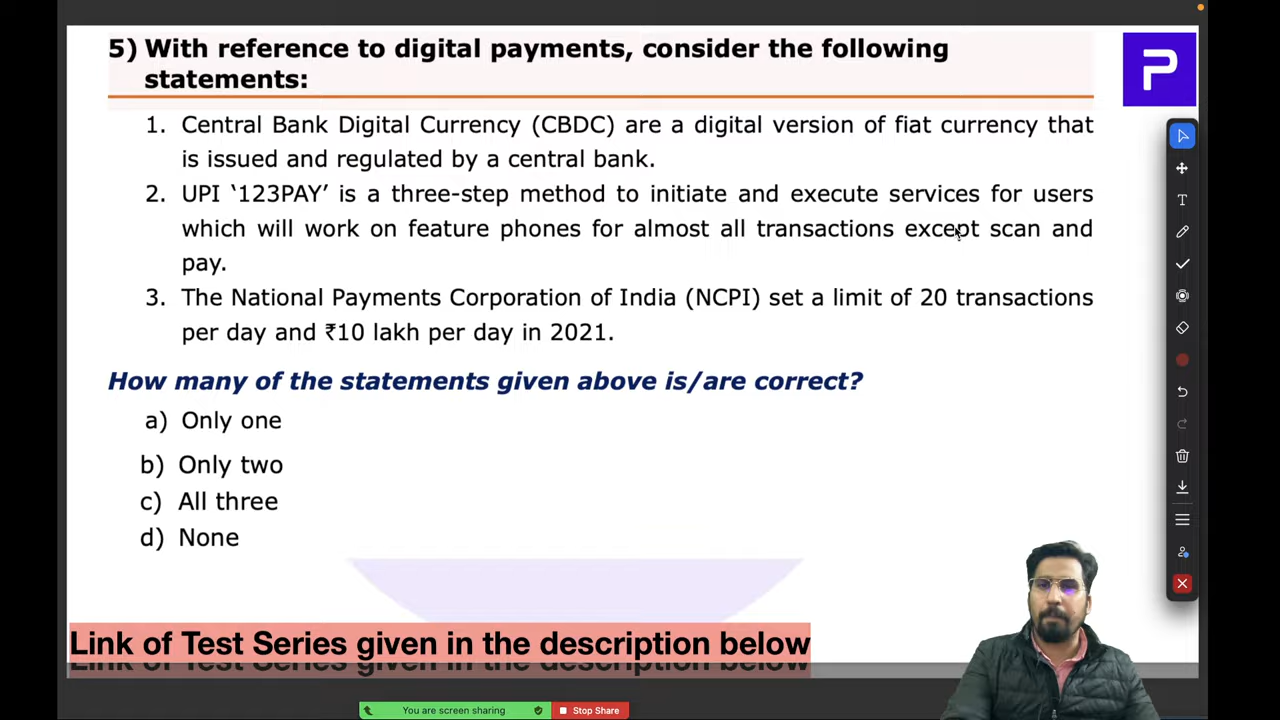 5) With reference to digital payments, consider the following
statements:
1. Central Bank Digital Currency (CBDC) are a digital version of fiat currency that
is issued and regulated by a central bank.
2. UPI ‘123PAY’ is a three-step method to initiate and execute services for users
which will work on feature phones for almost all transactions except scan and
pay.
3. The National Payments Corporation of India (NCPI) set a limit of 20 transactions
per day and ₹10 lakh per day in 2021.
How many of the statements given above is/are correct?
a) Only one
b) Only two
c) All three
d) None
Link of Test Series given in the description below
You are screen sharing
Stop Share